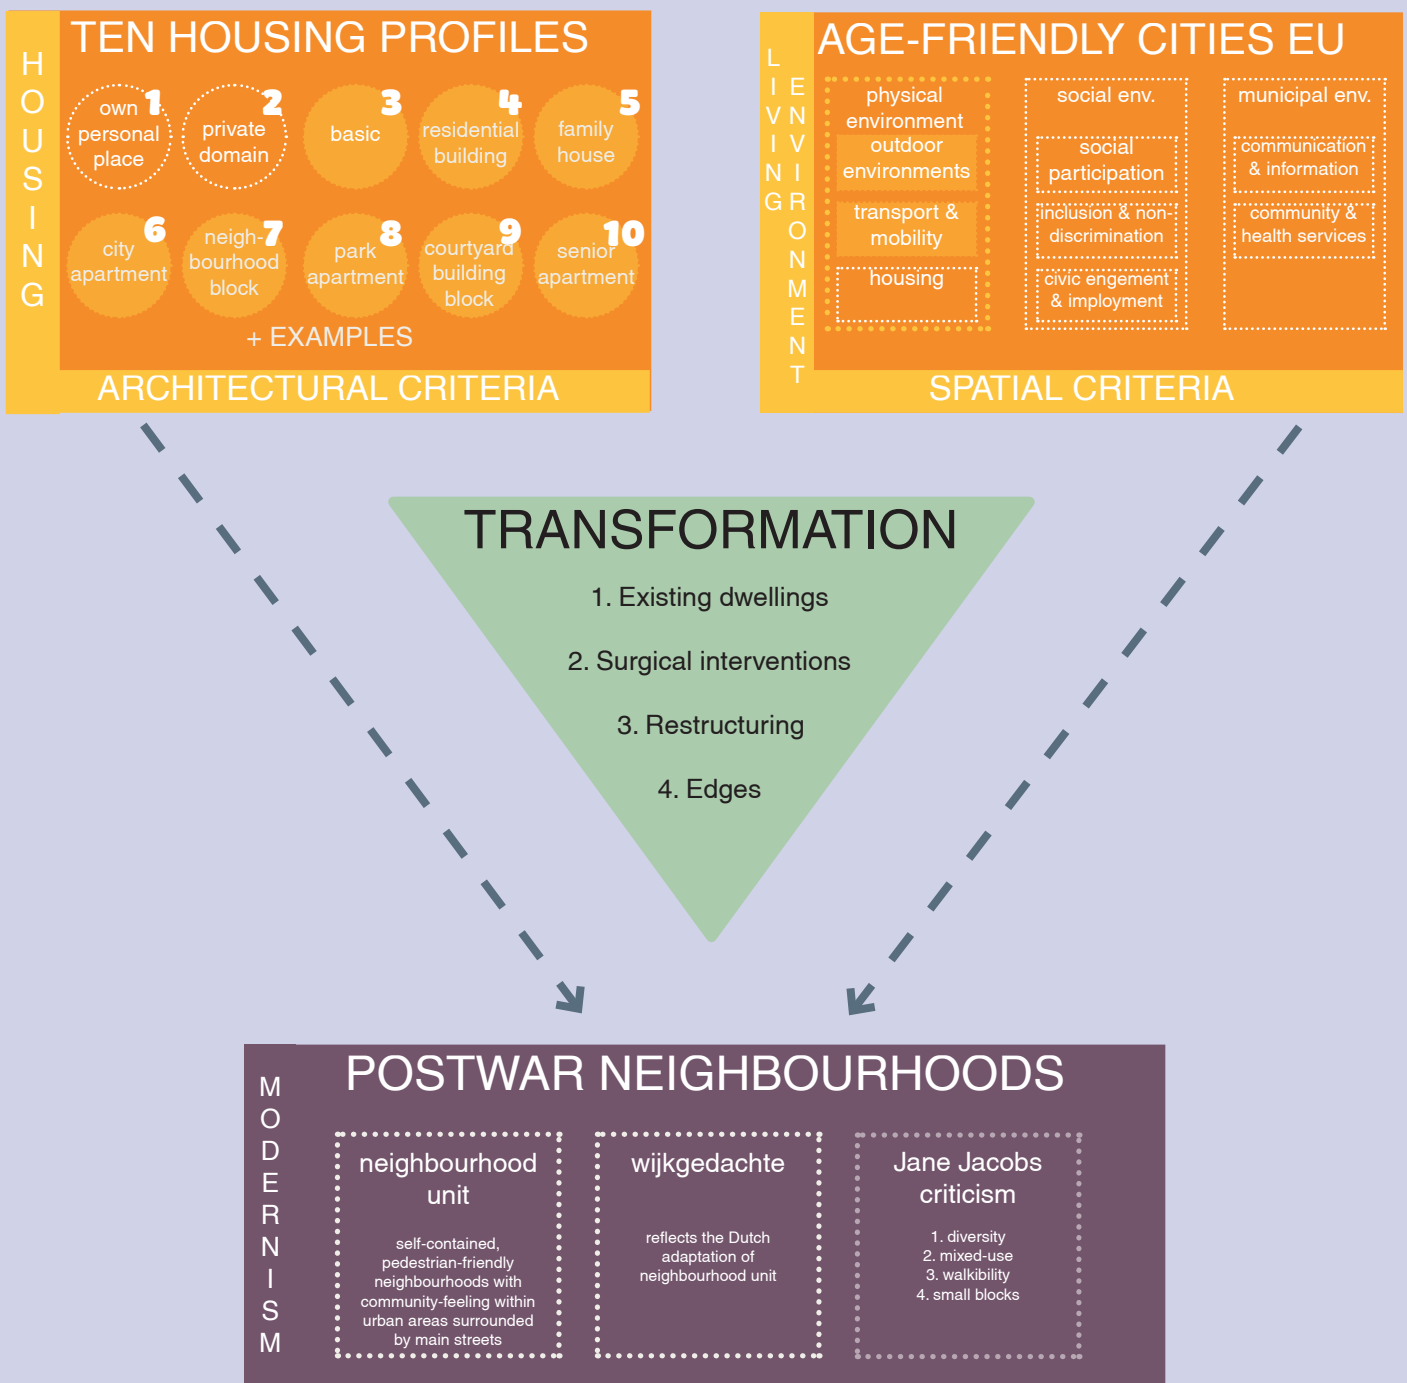 HOUSING
TEN HOUSING PROFILES
1
own
personal
place
2
private
domain
3
basic
4
residential
building
5
family
house
6
city
apartment
7
neigh-
bourhood
block
8
park
apartment
9
courtyard
building
block
10
senior
apartment
+ EXAMPLES
ARCHITECTURAL CRITERIA
LIVING
ENVIRONMENT
AGE-FRIENDLY CITIES EU
physical
environment
outdoor
environments
transport &
mobility
housing
social env.
social
participation
inclusion & non-
discrimination
civic engement
& imployment
municipal env.
communication
& information
community &
health services
SPATIAL CRITERIA
TRANSFORMATION
1. Existing dwellings
2. Surgical interventions
3. Restructuring
4. Edges
MODERNISM
POSTWAR NEIGHBOURHOODS
neighbourhood
unit
self-contained,
pedestrian-friendly
neighbourhoods with
community-feeling within
urban areas surrounded
by main streets
wijkgedachte
reflects the Dutch
adaptation of
neighbourhood unit
Jane Jacobs
criticism
1. diversity
2. mixed-use
3. walkibility
4. small blocks